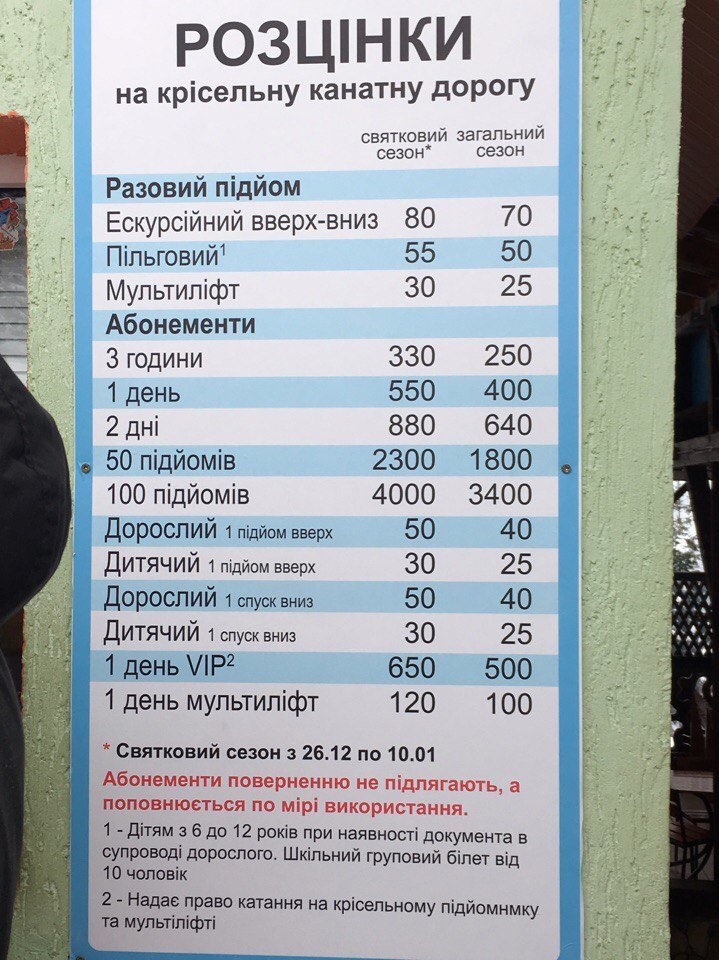 РОЗЦІНКИ
на крісельну канатну дорогу
святковий загальний
сезон* сезон
Разовий підйом
Ескурсійний вверх-вниз 80 70
Пільговий¹ 55 50
Мультиліфт 30 25
Абонементи
3 години 330 250
1 день 550 400
2 дні 880 640
50 підйомів 2300 1800
100 підйомів 4000 3400
Дорослий 1 підйом вверх 50 40
Дитячий 1 підйом вверх 30 25
Дорослий 1 спуск вниз 50 40
Дитячий 1 спуск вниз 30 25
1 день VIP² 650 500
1 день мультиліфт 120 100
* Святковий сезон з 26.12 по 10.01
Абонементи поверненню не підлягають, а
поповнюється по мірі використання.
1 - Дітям з 6 до 12 років при наявності документа в
супроводі дорослого. Шкільний груповий білет від
10 чоловік
2 - Надає право катання на крісельному підйомнмку
та мультіліфті